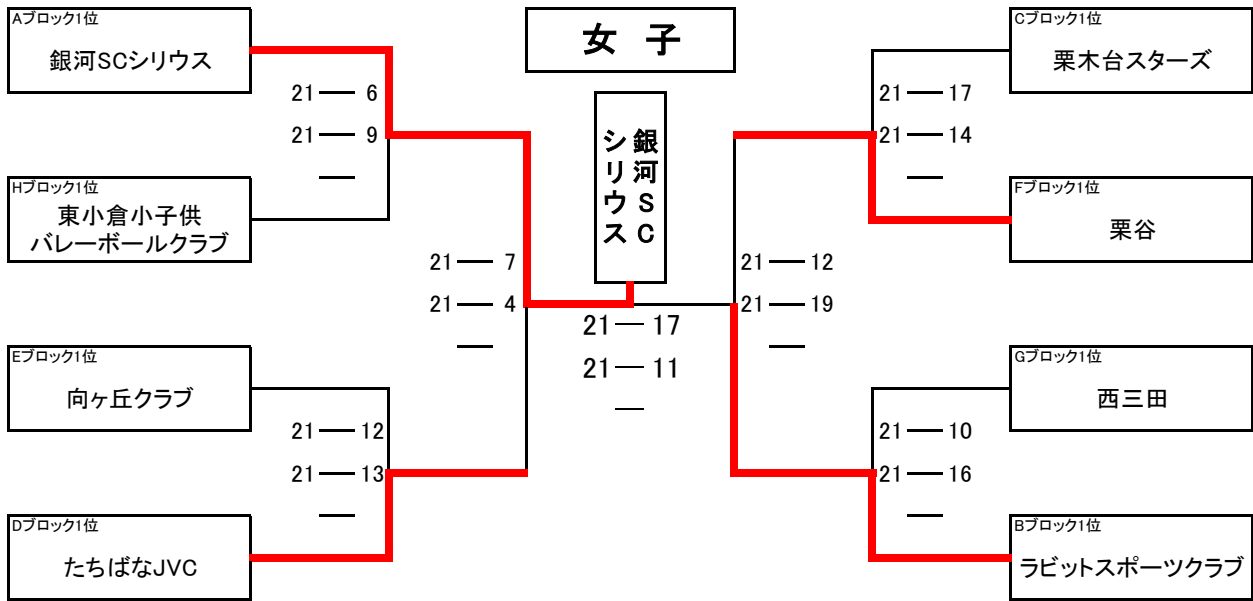 女 子
Aブロック1位
銀河SCシリウス
21 — 6
21 — 9
—
Hブロック1位
東小倉小子供
バレーボールクラブ
21 — 7
21 — 4
—
Eブロック1位
向ヶ丘クラブ
21 — 12
21 — 13
—
Dブロック1位
たちばなJVC
銀河SC
シリウス
21 — 17
21 — 11
—
Cブロック1位
栗木台スターズ
21 — 17
21 — 14
—
Fブロック1位
栗谷
21 — 12
21 — 19
—
Gブロック1位
西三田
21 — 10
21 — 16
—
Bブロック1位
ラビットスポーツクラブ